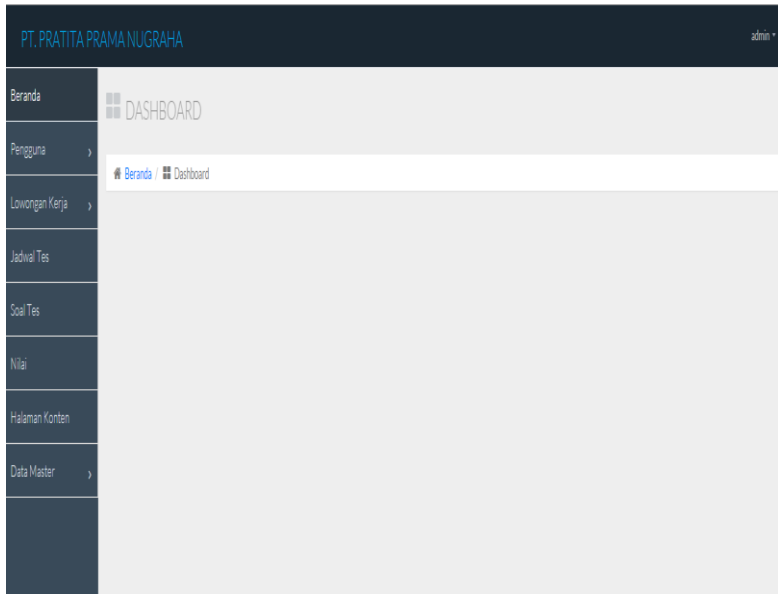 PT. PRATITA PRAMA NUGRAHA
admin
Beranda
DASHBOARD
Pengguna
Beranda / Dashboard
Lowongan Kerja
Jadwal Tes
Soal Tes
Nilai
Halaman Konten
Data Master